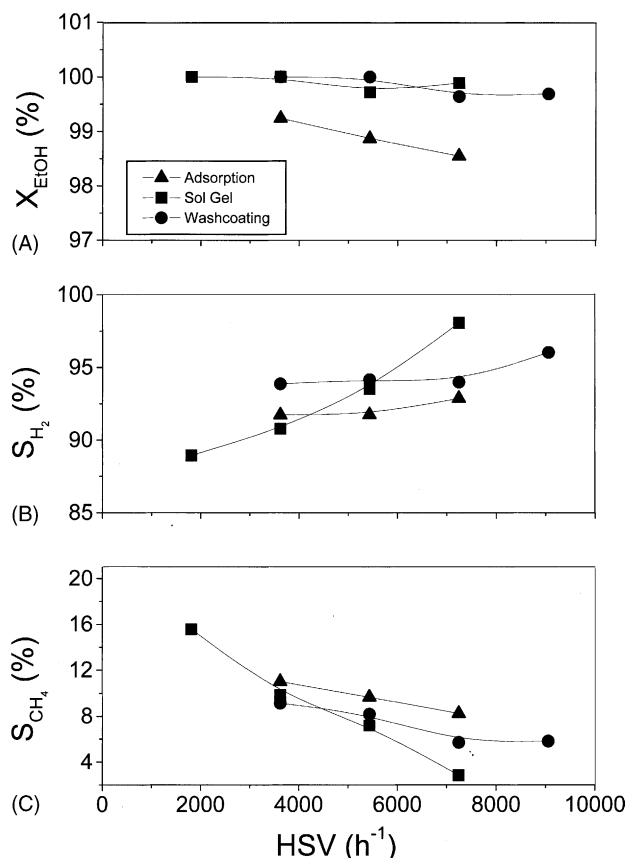 101
100
99
98
97
X_EtOH (%)
Adsorption
Sol Gel
Washcoating
(A)
100
95
90
85
S_H2 (%)
(B)
20
16
12
8
4
S_CH4 (%)
(C)
0 2000 4000 6000 8000 10000
HSV (h⁻¹)